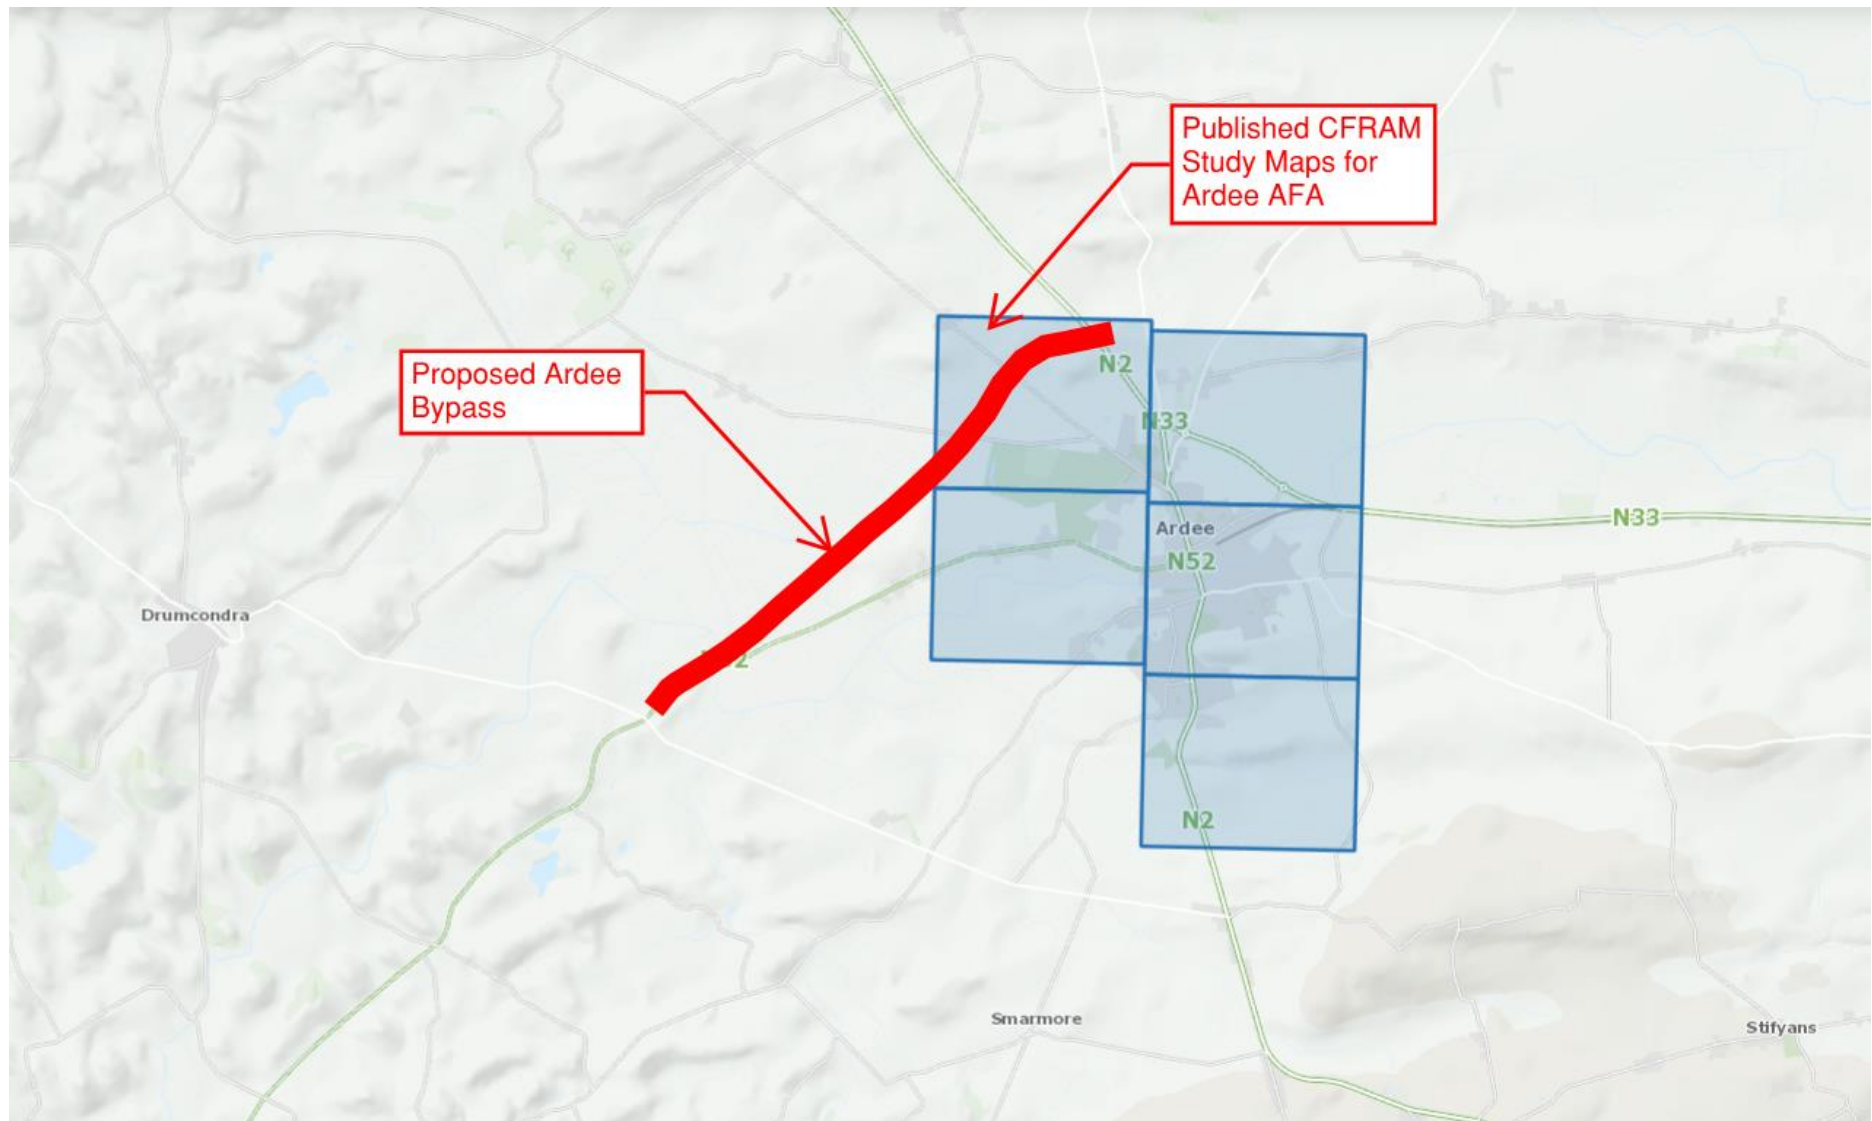 Published CFRAM
Study Maps for
Ardee AFA
Proposed Ardee
Bypass
N2
N33
N33
Ardee
N52
Drumcondra
N2
Smarmore
Stifyans